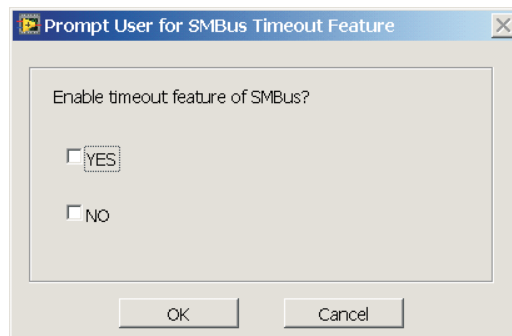 Prompt User for SMBus Timeout Feature
Enable timeout feature of SMBus?
YES
NO
OK Cancel